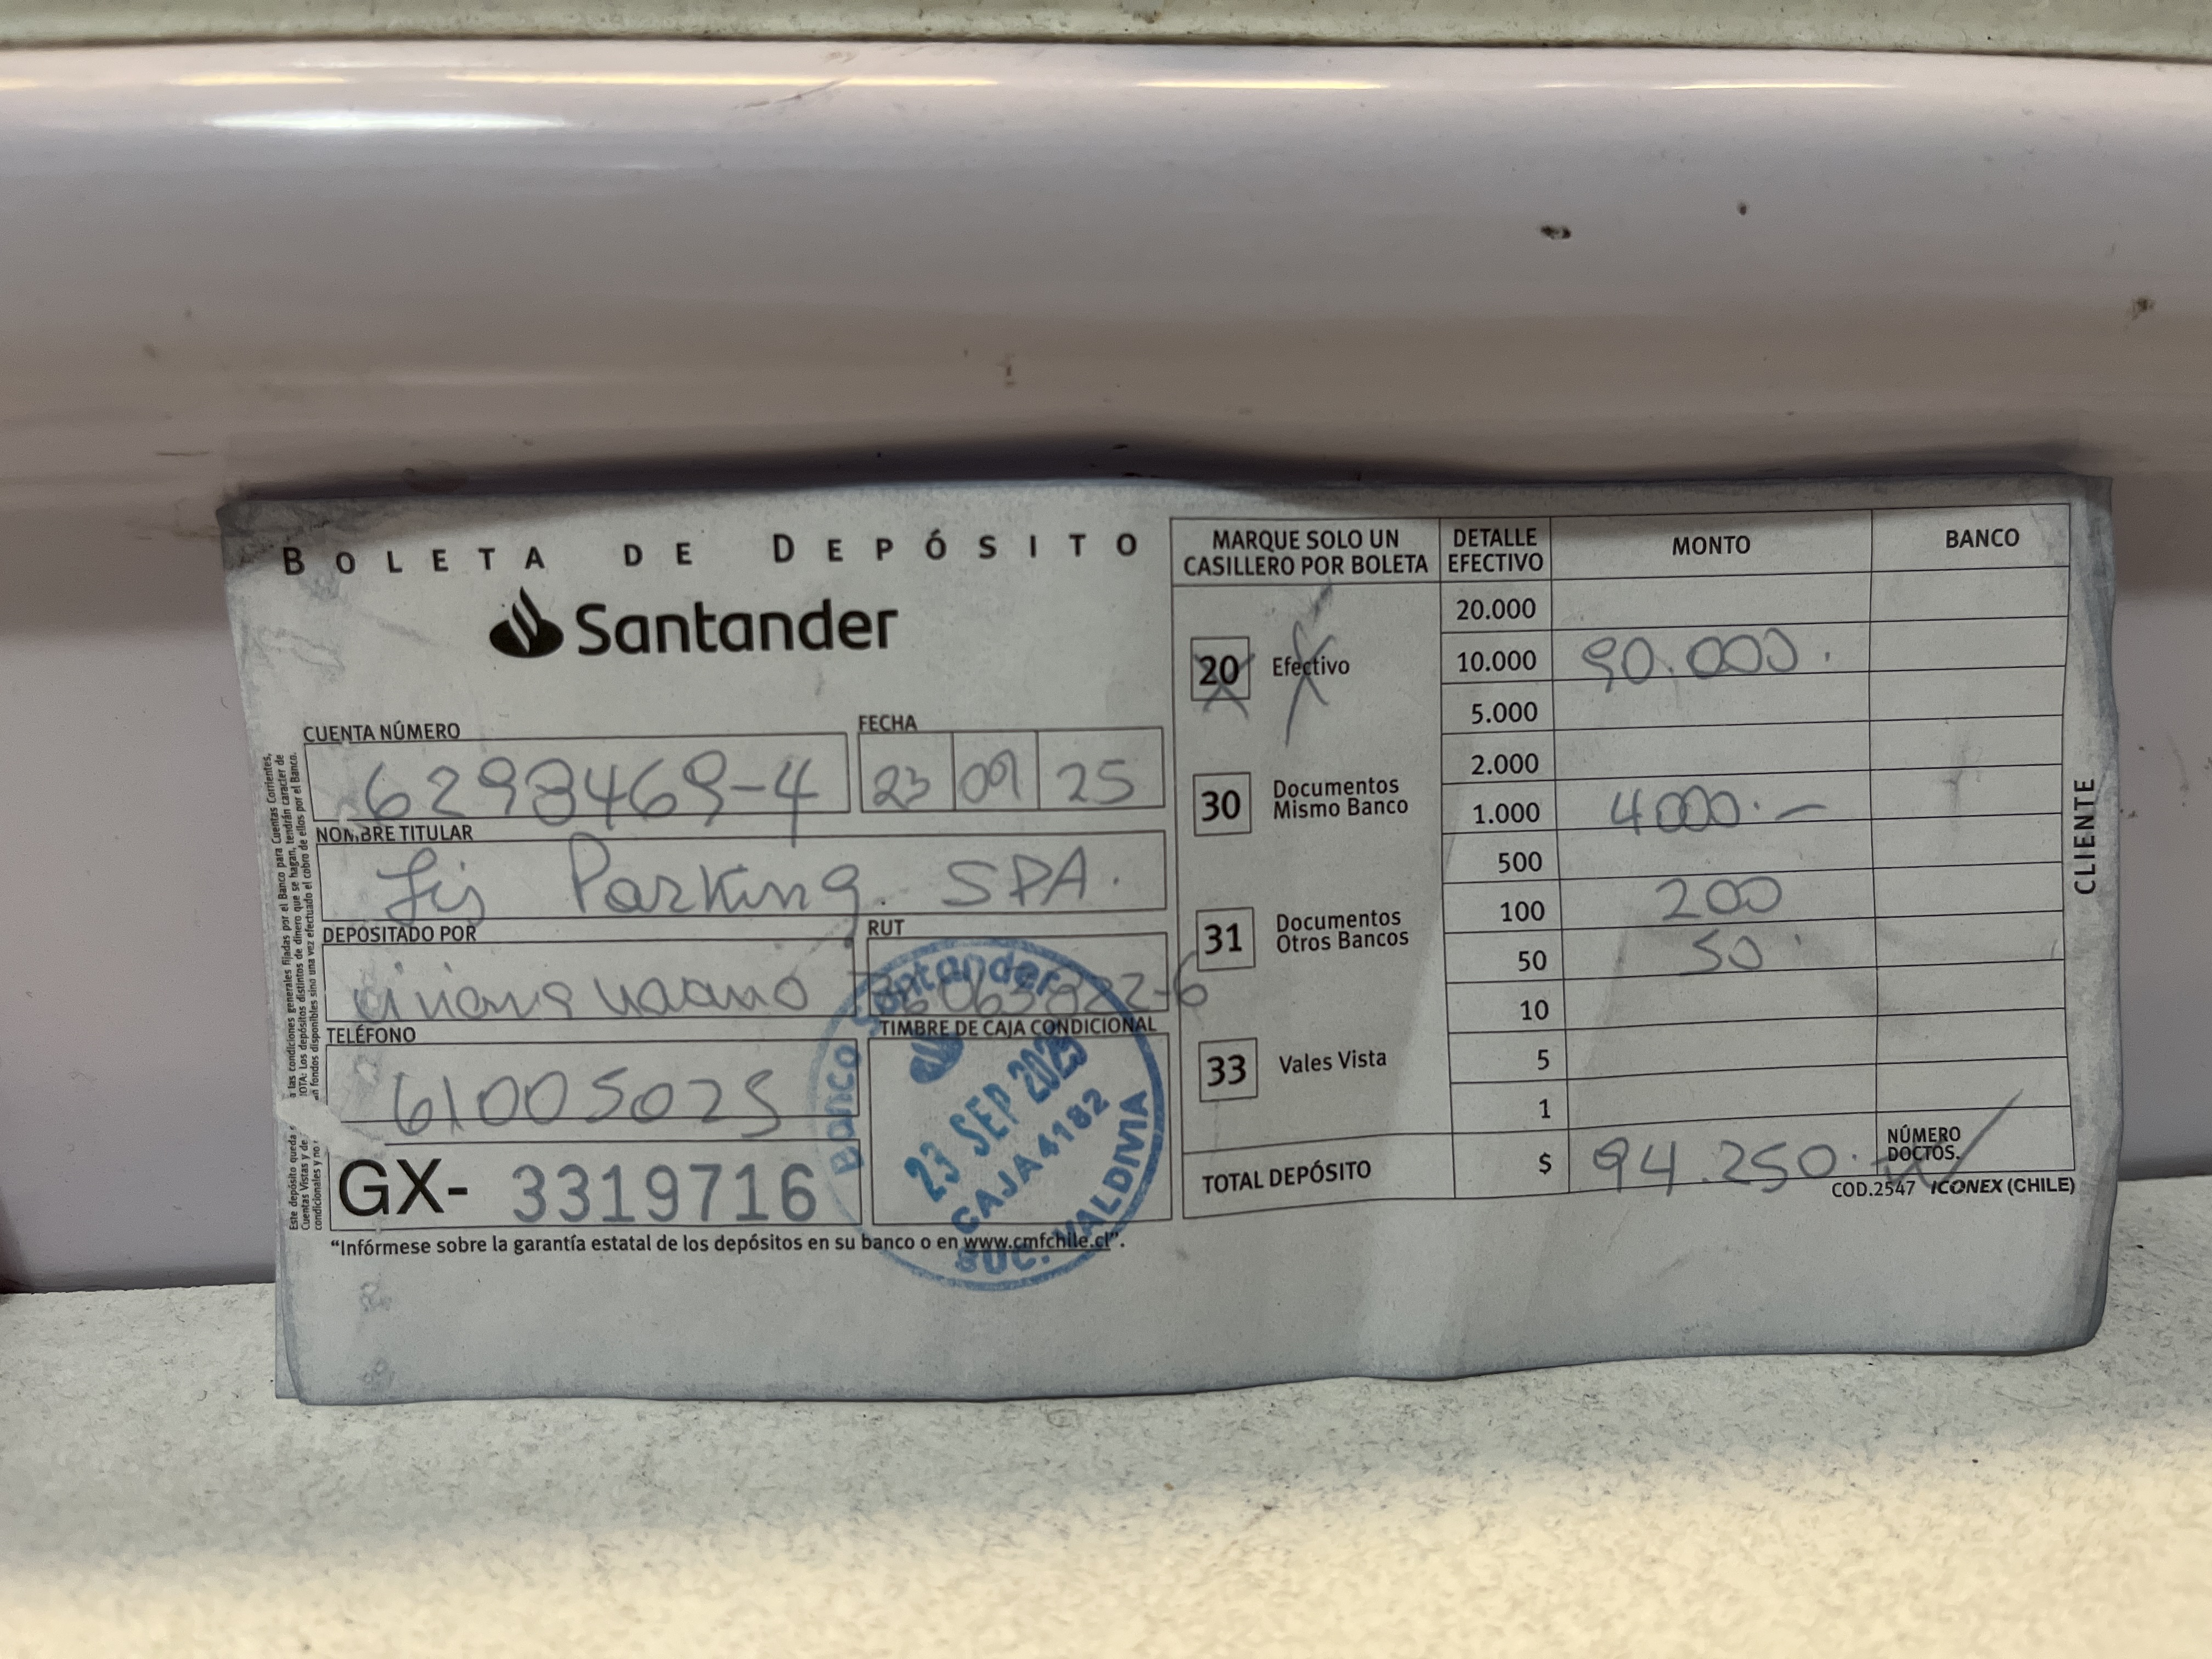 BOLETA DE DEPÓSITO
Santander
CUENTA NÚMERO
6298469-4
FECHA
23 09 25
NOMBRE TITULAR
Lis Parking. SPA.
DEPOSITADO POR
RUT
TELÉFONO
61005025
TIMBRE DE CAJA CONDICIONAL
Banco Santander
23 SEP 2025
CAJA 4182
SUC. VALDIVIA
GX- 3319716
"Infórmese sobre la garantía estatal de los depósitos en su banco o en www.cmfchile.cl".
MARQUE SOLO UN
CASILLERO POR BOLETA
20 Efectivo
30 Documentos
Mismo Banco
31 Documentos
Otros Bancos
33 Vales Vista
DETALLE
EFECTIVO
MONTO
BANCO
20.000
10.000 90.000.
5.000
2.000
1.000 4000.-
500
100 200
50 50
10
5
1
TOTAL DEPÓSITO $ 94.250.
NÚMERO
DOCTOS.
COD.2547 ICONEX (CHILE)
CLIENTE